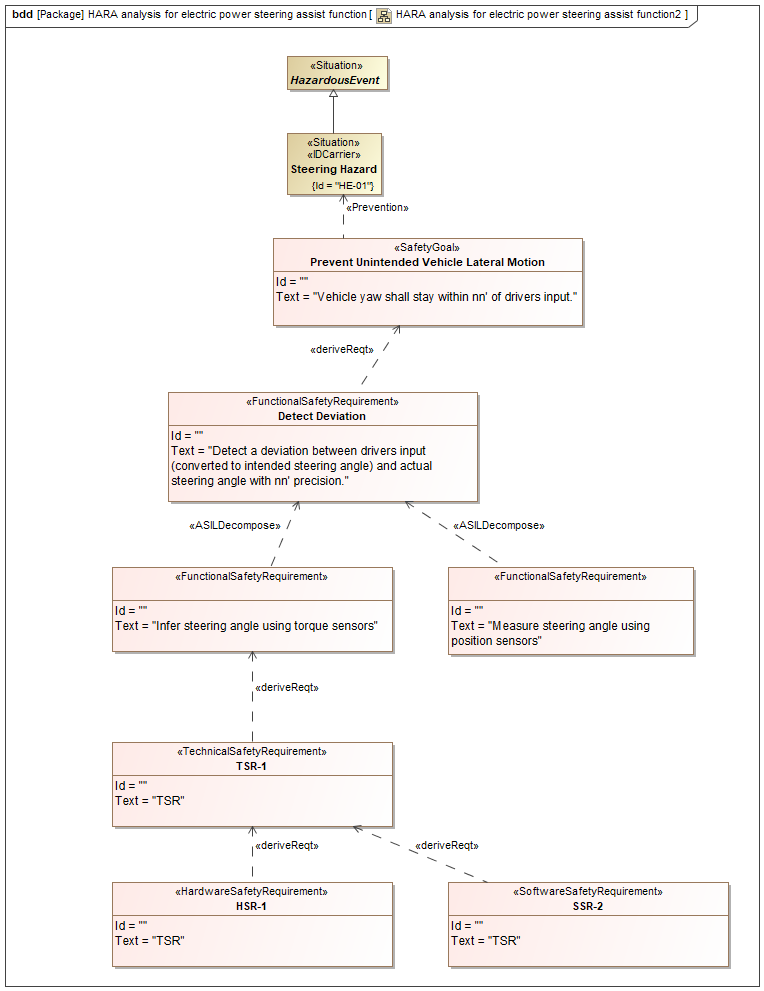 bdd [Package] HARA analysis for electric power steering assist function [ HARA analysis for electric power steering assist function2 ]
«Situation»
HazardousEvent
«Situation»
«IDCarrier»
Steering Hazard
{Id = "HE-01"}
«Prevention»
«SafetyGoal»
Prevent Unintended Vehicle Lateral Motion
Id = ""
Text = "Vehicle yaw shall stay within nn' of drivers input."
«deriveReqt»
«FunctionalSafetyRequirement»
Detect Deviation
Id = ""
Text = "Detect a deviation between drivers input
(converted to intended steering angle) and actual
steering angle with nn' precision."
«ASILDecompose»
«ASILDecompose»
«FunctionalSafetyRequirement»
Id = ""
Text = "Infer steering angle using torque sensors"
«FunctionalSafetyRequirement»
Id = ""
Text = "Measure steering angle using
position sensors"
«deriveReqt»
«TechnicalSafetyRequirement»
TSR-1
Id = ""
Text = "TSR"
«deriveReqt»
«deriveReqt»
«HardwareSafetyRequirement»
HSR-1
Id = ""
Text = "TSR"
«SoftwareSafetyRequirement»
SSR-2
Id = ""
Text = "TSR"